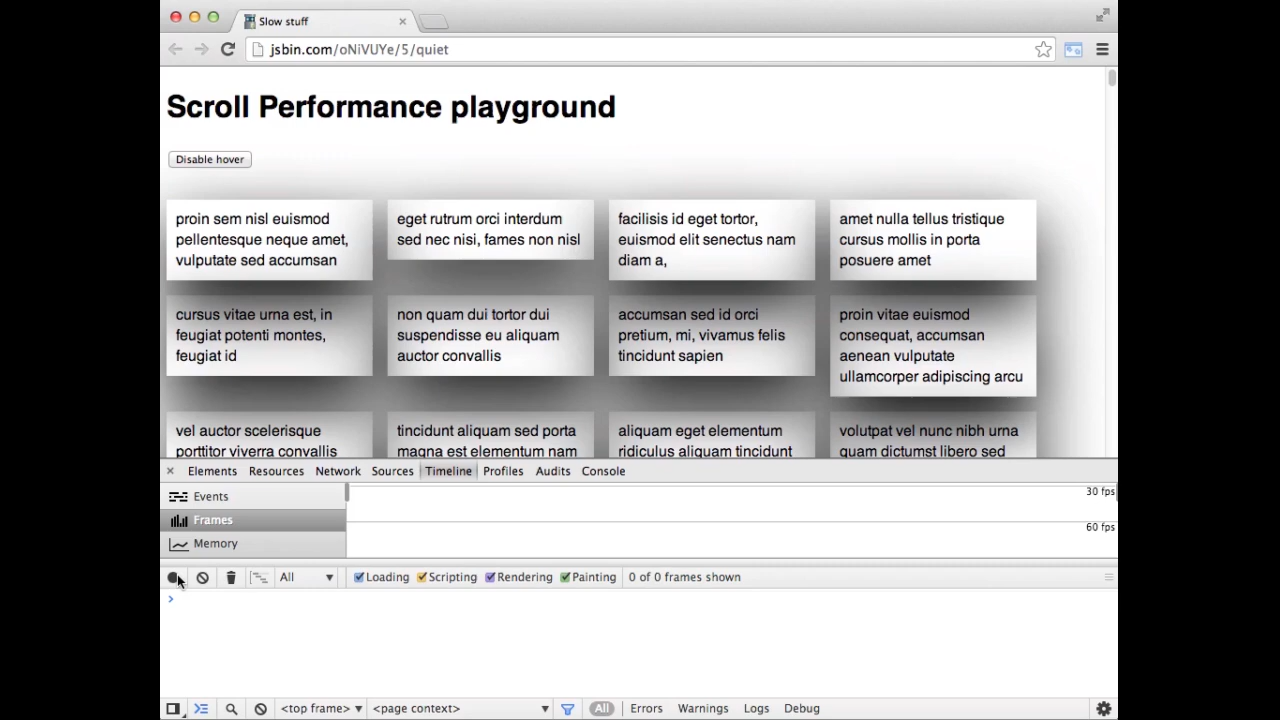 Slow stuff
jsbin.com/oNiVUYe/5/quiet
Scroll Performance playground
Disable hover
proin sem nisl euismod
pellentesque neque amet,
vulputate sed accumsan
eget rutrum orci interdum
sed nec nisi, fames non nisl
facilisis id eget tortor,
euismod elit senectus nam
diam a,
amet nulla tellus tristique
cursus mollis in porta
posuere amet
cursus vitae urna est, in
feugiat potenti montes,
feugiat id
non quam dui tortor dui
suspendisse eu aliquam
auctor convallis
accumsan sed id orci
pretium, mi, vivamus felis
tincidunt sapien
proin vitae euismod
consequat, accumsan
aenean vulputate
ullamcorper adipiscing arcu
vel auctor scelerisque
porttitor viverra convallis
tincidunt aliquam sed porta
magna est elementum nam
aliquam eget elementum
ridiculus aliquam tincidunt
volutpat vel nunc nibh urna
quam dictumst libero sed
Elements Resources Network Sources Timeline Profiles Audits Console
Events
Frames
Memory
30 fps
60 fps
All Loading Scripting Rendering Painting 0 of 0 frames shown
>
<top frame> <page context> All Errors Warnings Logs Debug